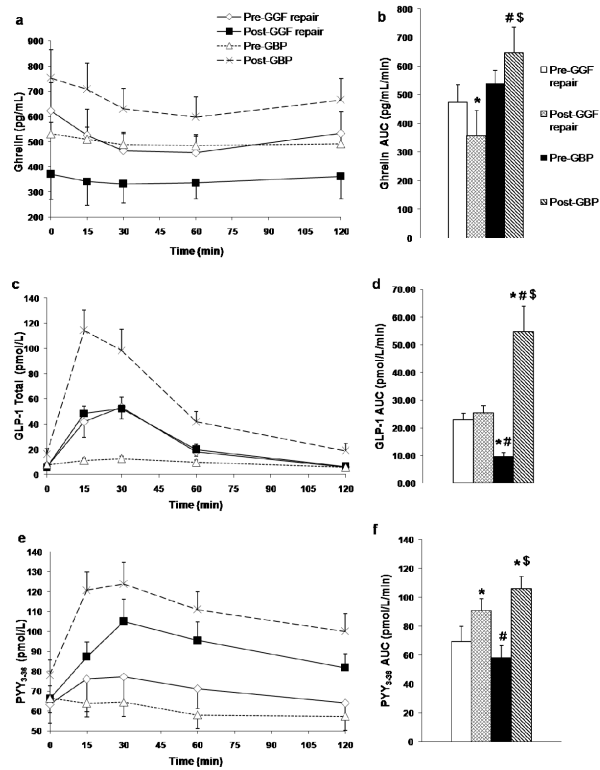 a
Pre-GGF repair
Post-GGF repair
Pre-GBP
Post-GBP
Ghrelin (pg/mL)
900
800
700
600
500
400
300
200
0 15 30 45 60 75 90 105 120
Time (min)
b
# $
*
Ghrelin AUC (pg/mL/min)
800
700
600
500
400
300
200
100
0
Pre-GGF repair
Post-GGF repair
Pre-GBP
Post-GBP
c
GLP-1 Total (pmol/L)
140
120
100
80
60
40
20
0
0 15 30 45 60 75 90 105 120
Time (min)
d
*# $
*#
GLP-1 AUC (pmol/L/min)
70.00
60.00
50.00
40.00
30.00
20.00
10.00
0.00
e
PYY3-36 (pmol/L)
140
130
120
110
100
90
80
70
60
50
0 15 30 45 60 75 90 105 120
Time (min)
f
*
#
* $
PYY3-36 AUC (pmol/L/min)
140
120
100
80
60
40
20
0